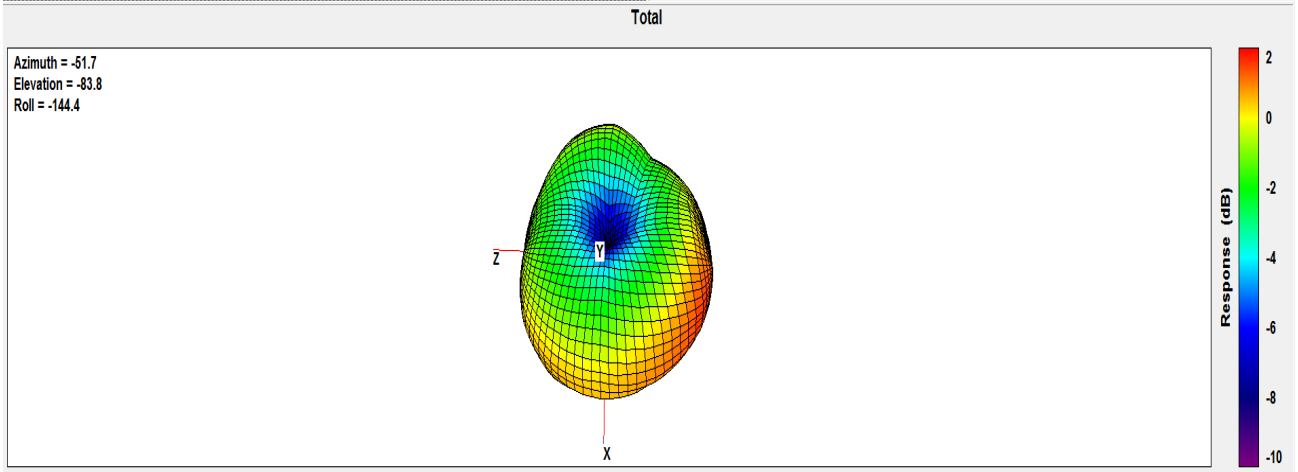 Total
Azimuth = -51.7
Elevation = -83.8
Roll = -144.4
Y
Z
X
2
0
-2
-4
-6
-8
-10
Response (dB)